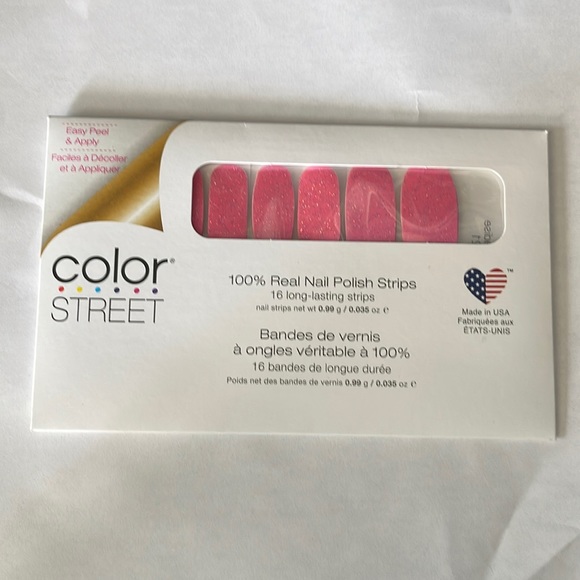 Easy Peel
& Apply
Faciles à Décoller
et à Appliquer
color®
STREET
100% Real Nail Polish Strips
16 long-lasting strips
nail strips net wt 0.99 g / 0.035 oz ℮
Bandes de vernis
à ongles véritable à 100%
16 bandes de longue durée
Poids net des bandes de vernis 0.99 g / 0.035 oz ℮
™
Made in USA
Fabriquées aux
ÉTATS-UNIS